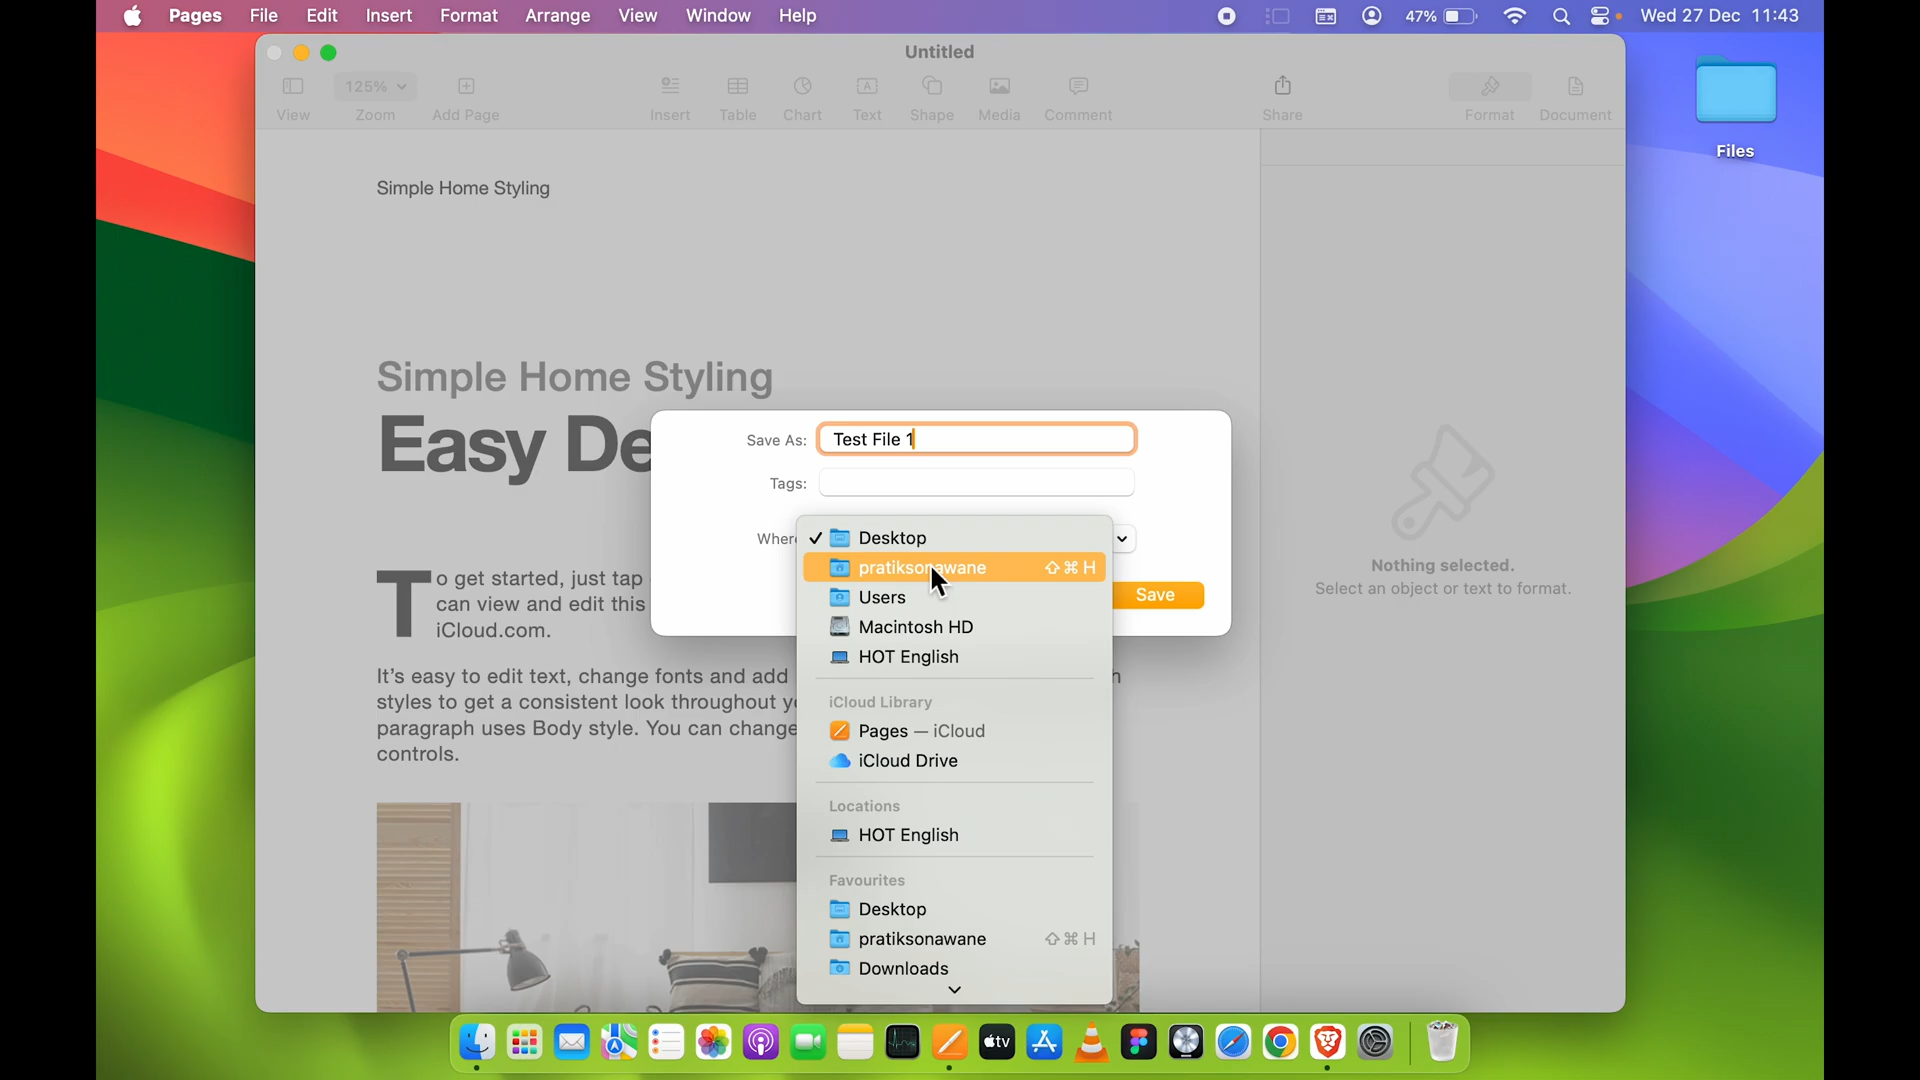 Pages File Edit Insert Format Arrange View Window Help 47% Wed 27 Dec 11:43
Untitled
125%
View Zoom Add Page Insert Table Chart Text Shape Media Comment Share Format Document
Files
Simple Home Styling
Simple Home Styling
Easy De
Save As: Test File 1
Tags:
Where
✓ Desktop
pratiksonawane ⇧⌘H
Users
Macintosh HD
HOT English
Save
iCloud Library
Pages — iCloud
iCloud Drive
Locations
HOT English
Favourites
Desktop
pratiksonawane ⇧⌘H
Downloads
Nothing selected.
Select an object or text to format.
To get started, just tap
can view and edit this
iCloud.com.
It's easy to edit text, change fonts and add h
styles to get a consistent look throughout y
paragraph uses Body style. You can change
controls.
tv